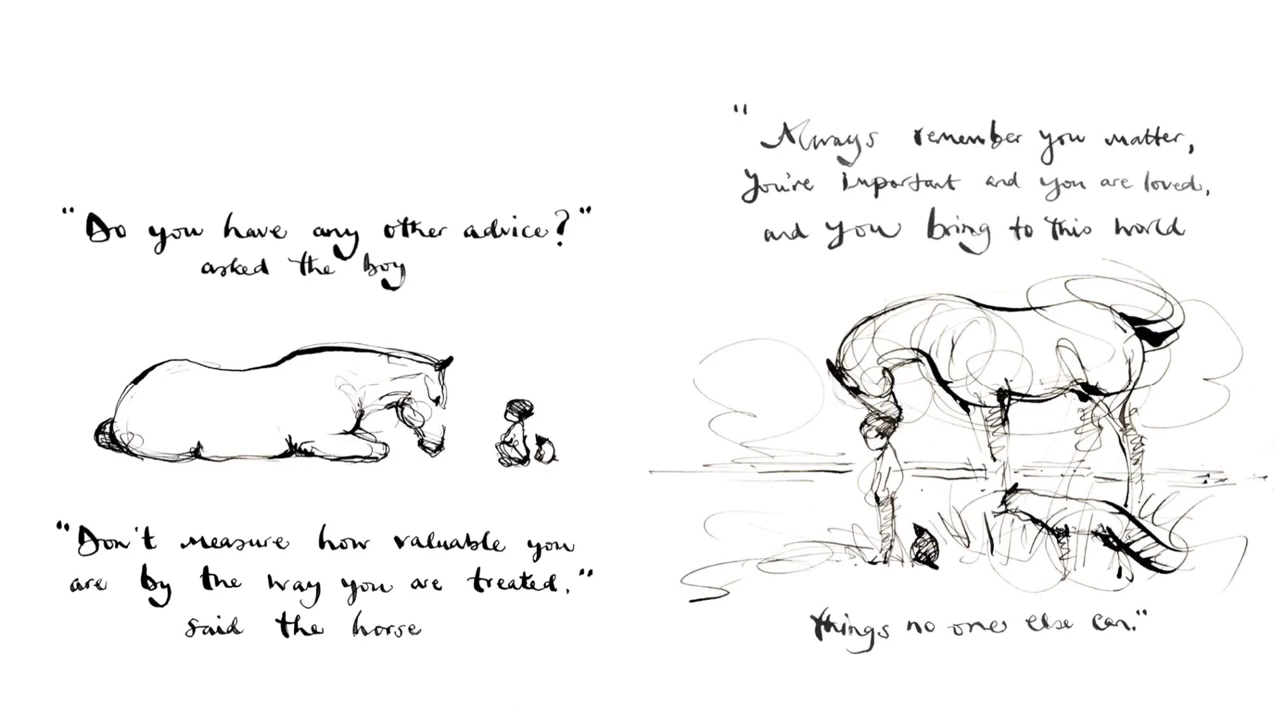 "Do you have any other advice?"
asked the boy
"Don't measure how valuable you
are by the way you are treated."
said the horse
"Always remember you matter,
you're important and you are loved,
and you bring to this world
things no one else can."